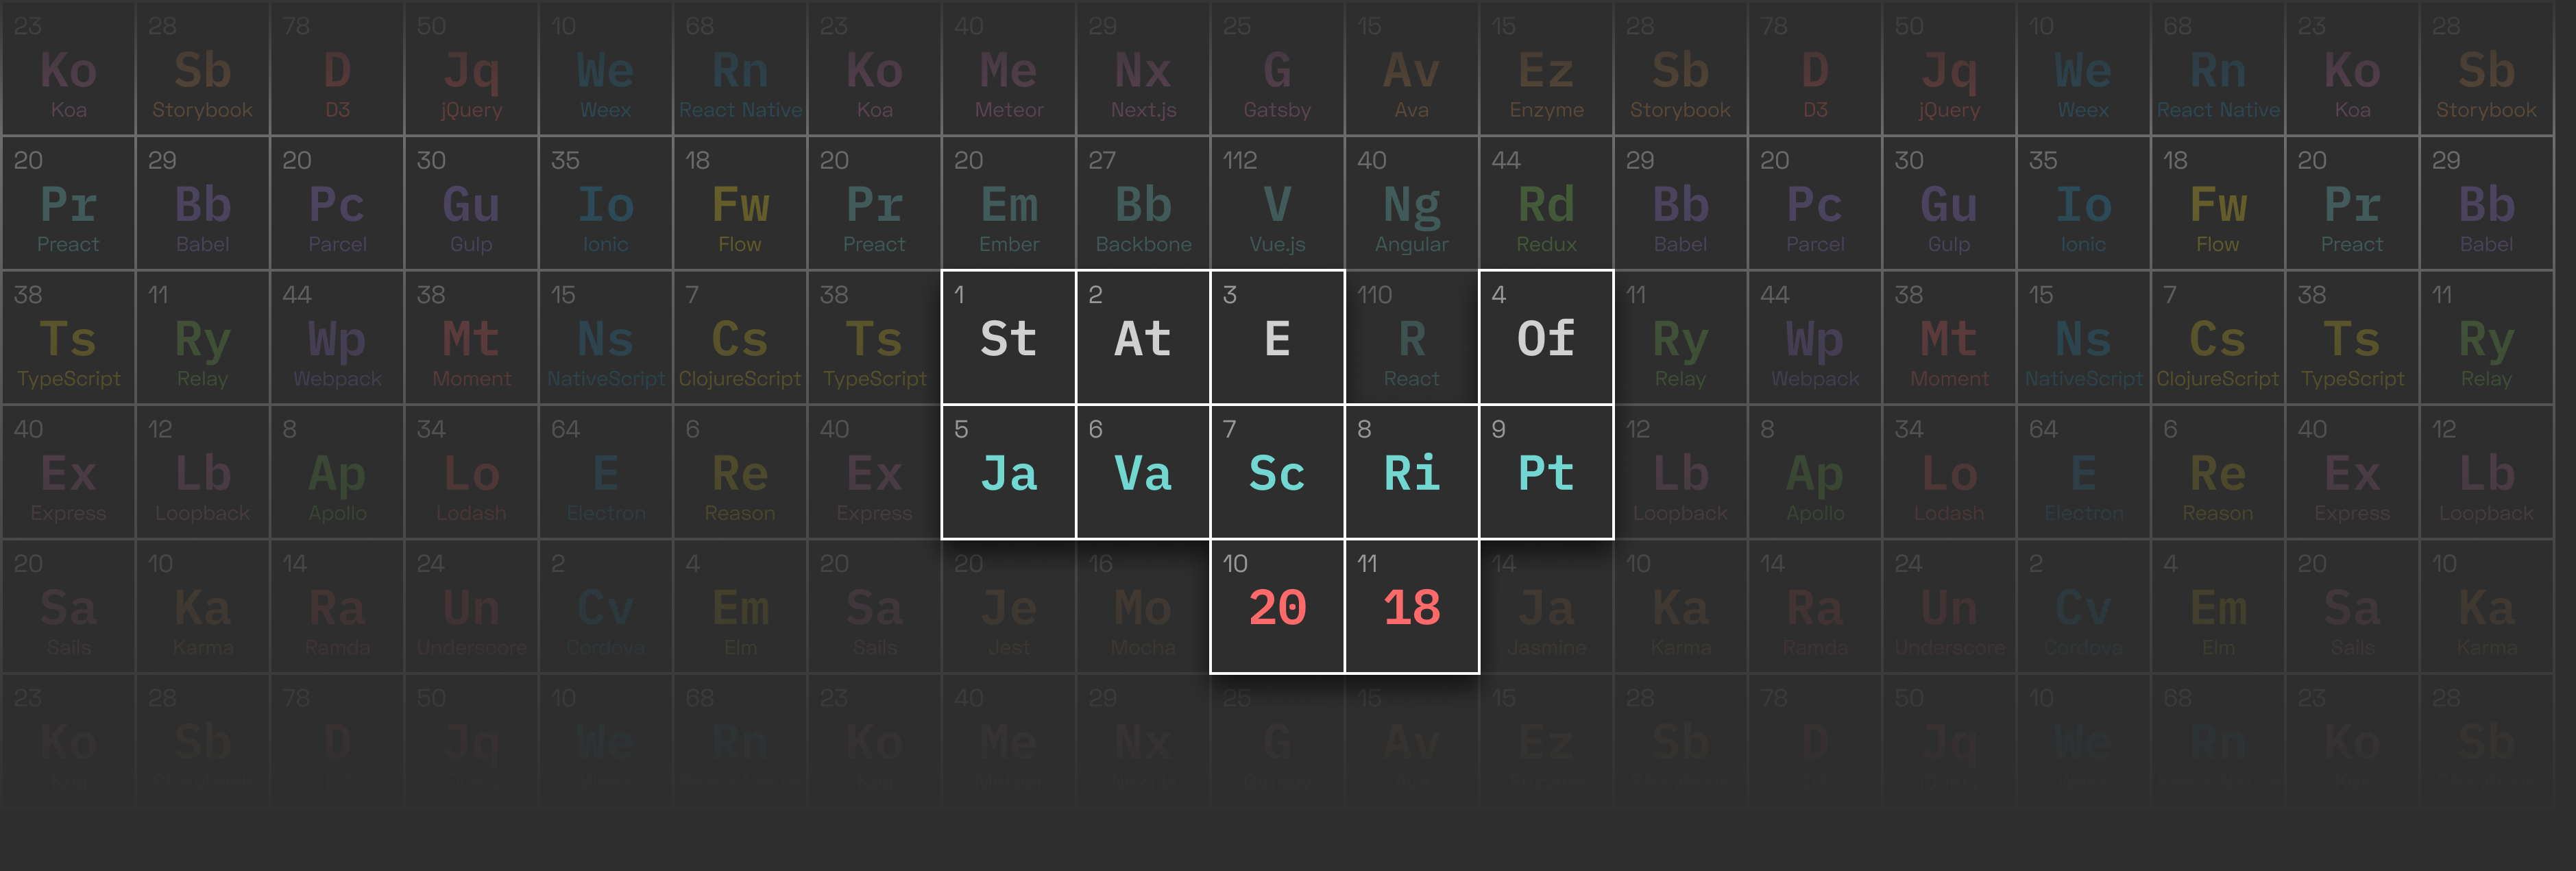 23 28 78 50 10 68 23 40 29 25 15 15 28 78 50 10 68 23 28
Ko Sb D Jq We Rn Ko Me Nx G Av Ez Sb D Jq We Rn Ko Sb
Koa Storybook D3 jQuery Weex React Native Koa Meteor Next.js Gatsby Ava Enzyme Storybook D3 jQuery Weex React Native Koa Storybook
20 29 20 30 35 18 20 20 27 112 40 44 29 20 30 35 18 20 29
Pr Bb Pc Gu Io Fw Pr Em Bb V Ng Rd Bb Pc Gu Io Fw Pr Bb
Preact Babel Parcel Gulp Ionic Flow Preact Ember Backbone Vue.js Angular Redux Babel Parcel Gulp Ionic Flow Preact Babel
38 11 44 38 15 7 38 1 2 3 110 4 11 44 38 15 7 38 11
Ts Ry Wp Mt Ns Cs Ts St At E R Of Ry Wp Mt Ns Cs Ts Ry
TypeScript Relay Webpack Moment NativeScript ClojureScript TypeScript React Relay Webpack Moment NativeScript ClojureScript TypeScript Relay
40 12 8 34 64 6 40 5 6 7 8 9 12 8 34 64 6 40 12
Ex Lb Ap Lo E Re Ex Ja Va Sc Ri Pt Lb Ap Lo E Re Ex Lb
Express Loopback Apollo Lodash Electron Reason Express Loopback Apollo Lodash Electron Reason Express Loopback
20 10 14 24 2 4 20 20 16 10 11 14 10 14 24 2 4 20 10
Sa Ka Ra Un Cv Em Sa Je Mo 20 18 Ja Ka Ra Un Cv Em Sa Ka
Sails Karma Ramda Underscore Cordova Elm Sails Jest Mocha Jasmine Karma Ramda Underscore Cordova Elm Sails Karma
23 28 78 50 10 68 23 40 29 25 15 15 28 78 50 10 68 23 28
Ko Sb D Jq We Rn Ko Me Nx G Av Ez Sb D Jq We Rn Ko Sb